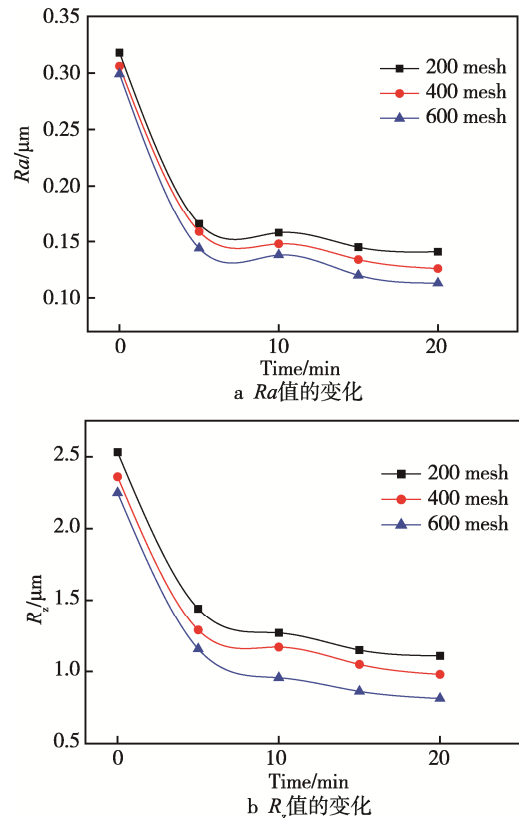 0.35
0.30
0.25
0.20
0.15
0.10
Ra/μm
200 mesh
400 mesh
600 mesh
0
10
20
Time/min
a Ra值的变化
2.5
2.0
1.5
1.0
0.5
Rz/μm
200 mesh
400 mesh
600 mesh
0
10
20
Time/min
b Rz值的变化